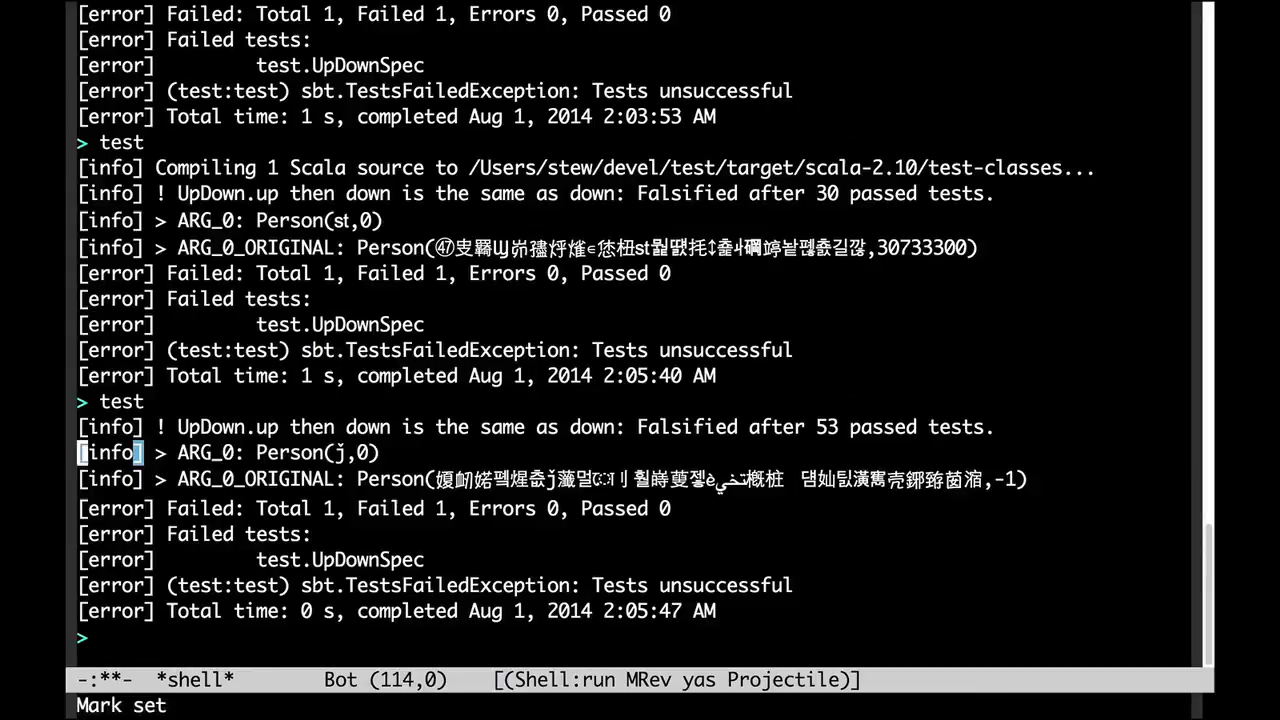 [error] Failed: Total 1, Failed 1, Errors 0, Passed 0
[error] Failed tests:
[error] test.UpDownSpec
[error] (test:test) sbt.TestsFailedException: Tests unsuccessful
[error] Total time: 1 s, completed Aug 1, 2014 2:03:53 AM
> test
[info] Compiling 1 Scala source to /Users/stew/devel/test/target/scala-2.10/test-classes...
[info] ! UpDown.up then down is the same as down: Falsified after 30 passed tests.
[info] > ARG_0: Person(st,0)
[info] > ARG_0_ORIGINAL: Person(
,30733300)
[error] Failed: Total 1, Failed 1, Errors 0, Passed 0
[error] Failed tests:
[error] test.UpDownSpec
[error] (test:test) sbt.TestsFailedException: Tests unsuccessful
[error] Total time: 1 s, completed Aug 1, 2014 2:05:40 AM
> test
[info] ! UpDown.up then down is the same as down: Falsified after 53 passed tests.
[info] > ARG_0: Person(ǰ,0)
[info] > ARG_0_ORIGINAL: Person(
,-1)
[error] Failed: Total 1, Failed 1, Errors 0, Passed 0
[error] Failed tests:
[error] test.UpDownSpec
[error] (test:test) sbt.TestsFailedException: Tests unsuccessful
[error] Total time: 0 s, completed Aug 1, 2014 2:05:47 AM
>
-:**- *shell* Bot (114,0) [(Shell:run MRev yas Projectile)]
Mark set